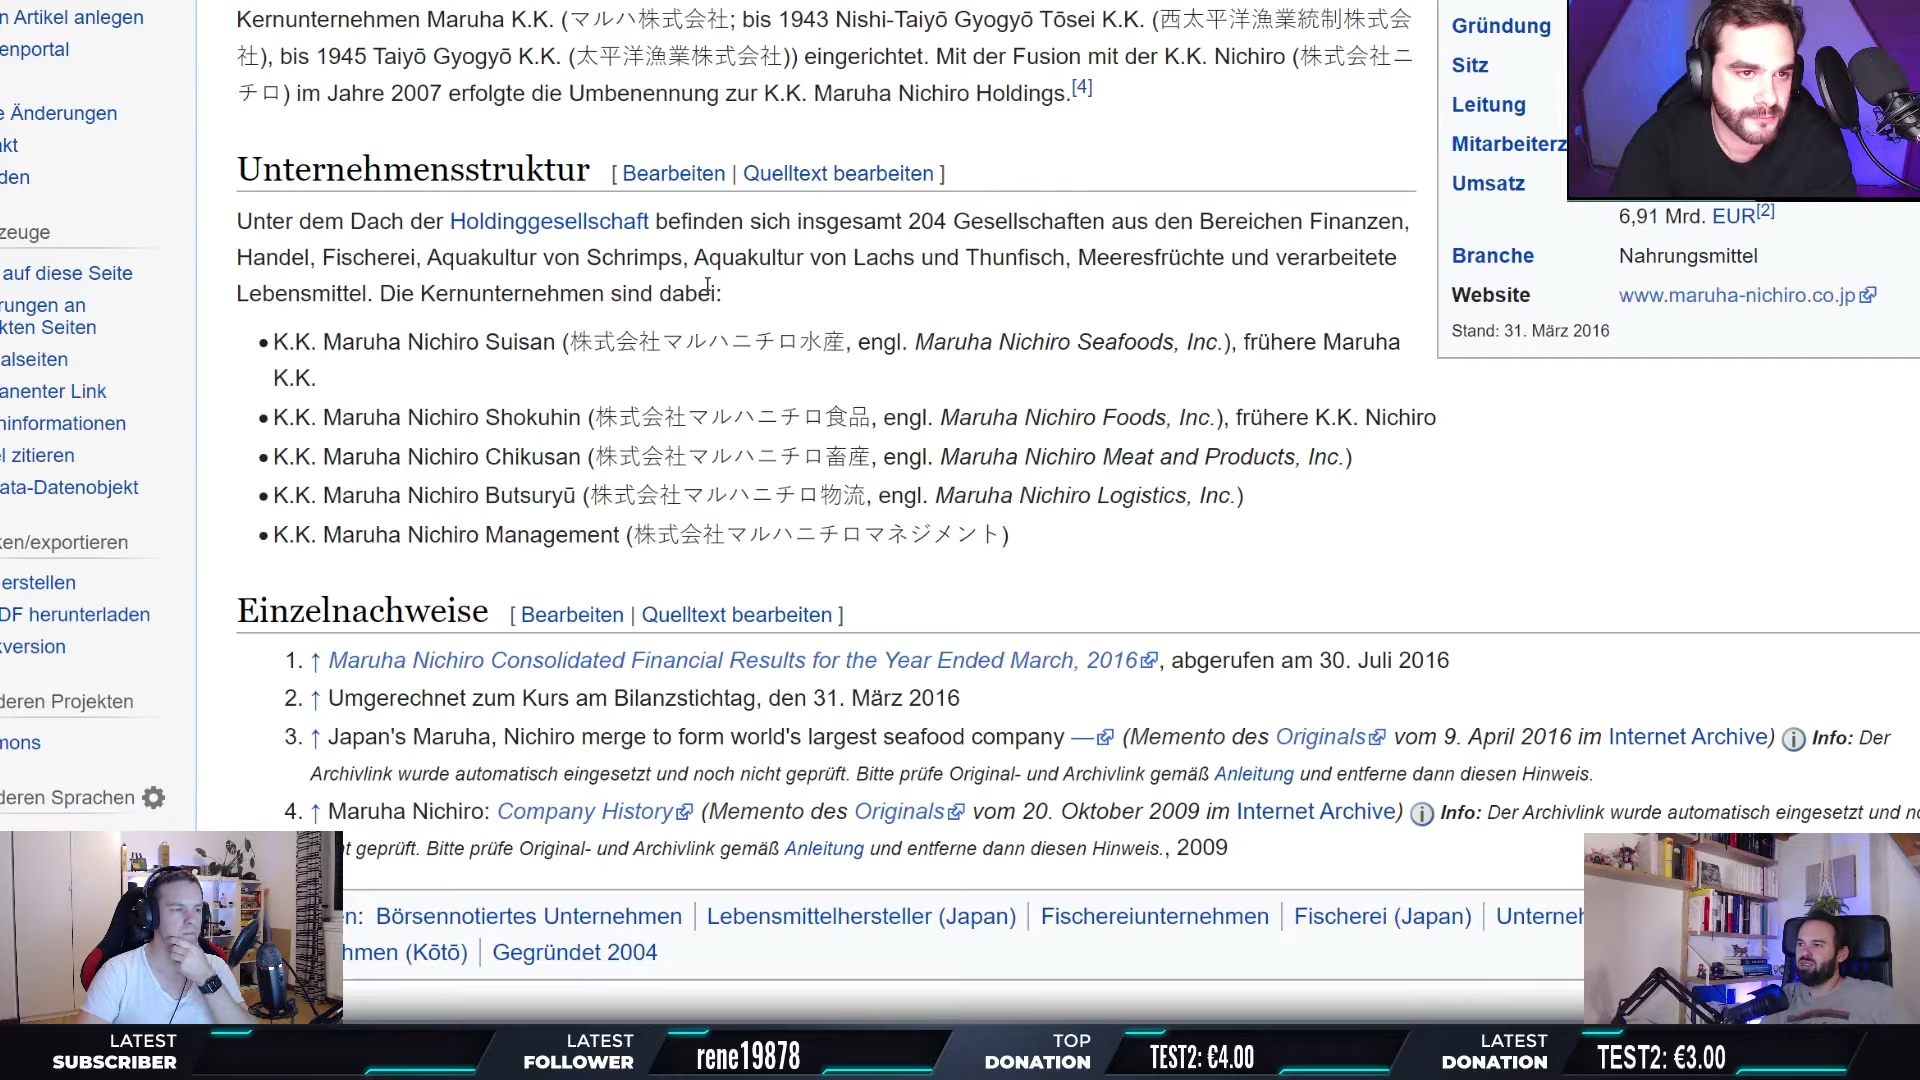 n Artikel anlegen
enportal
e Änderungen
kt
den
zeuge
auf diese Seite
rungen an
kten Seiten
alseiten
anenter Link
ninformationen
el zitieren
ata-Datenobjekt
ken/exportieren
erstellen
DF herunterladen
kversion
deren Projekten
mons
deren Sprachen
Kernunternehmen Maruha K.K. (マルハ株式会社; bis 1943 Nishi-Taiyō Gyogyō Tōsei K.K. (西太平洋漁業統制株式会
社), bis 1945 Taiyō Gyogyō K.K. (太平洋漁業株式会社)) eingerichtet. Mit der Fusion mit der K.K. Nichiro (株式会社ニ
チロ) im Jahre 2007 erfolgte die Umbenennung zur K.K. Maruha Nichiro Holdings.[4]
Unternehmensstruktur [ Bearbeiten | Quelltext bearbeiten ]
Unter dem Dach der Holdinggesellschaft befinden sich insgesamt 204 Gesellschaften aus den Bereichen Finanzen,
Handel, Fischerei, Aquakultur von Schrimps, Aquakultur von Lachs und Thunfisch, Meeresfrüchte und verarbeitete
Lebensmittel. Die Kernunternehmen sind dabei:
• K.K. Maruha Nichiro Suisan (株式会社マルハニチロ水産, engl. Maruha Nichiro Seafoods, Inc.), frühere Maruha
K.K.
• K.K. Maruha Nichiro Shokuhin (株式会社マルハニチロ食品, engl. Maruha Nichiro Foods, Inc.), frühere K.K. Nichiro
• K.K. Maruha Nichiro Chikusan (株式会社マルハニチロ畜産, engl. Maruha Nichiro Meat and Products, Inc.)
• K.K. Maruha Nichiro Butsuryū (株式会社マルハニチロ物流, engl. Maruha Nichiro Logistics, Inc.)
• K.K. Maruha Nichiro Management (株式会社マルハニチロマネジメント)
Einzelnachweise [ Bearbeiten | Quelltext bearbeiten ]
1. ↑ Maruha Nichiro Consolidated Financial Results for the Year Ended March, 2016, abgerufen am 30. Juli 2016
2. ↑ Umgerechnet zum Kurs am Bilanzstichtag, den 31. März 2016
3. ↑ Japan's Maruha, Nichiro merge to form world's largest seafood company — (Memento des Originals vom 9. April 2016 im Internet Archive) Info: Der
Archivlink wurde automatisch eingesetzt und noch nicht geprüft. Bitte prüfe Original- und Archivlink gemäß Anleitung und entferne dann diesen Hinweis.
4. ↑ Maruha Nichiro: Company History (Memento des Originals vom 20. Oktober 2009 im Internet Archive) Info: Der Archivlink wurde automatisch eingesetzt und no
ht geprüft. Bitte prüfe Original- und Archivlink gemäß Anleitung und entferne dann diesen Hinweis., 2009
en: Börsennotiertes Unternehmen | Lebensmittelhersteller (Japan) | Fischereiunternehmen | Fischerei (Japan) | Unterneh
hmen (Kōtō) | Gegründet 2004
Gründung
Sitz
Leitung
Mitarbeiterz
Umsatz
6,91 Mrd. EUR[2]
Branche Nahrungsmittel
Website www.maruha-nichiro.co.jp
Stand: 31. März 2016
LATEST
SUBSCRIBER
LATEST
FOLLOWER
rene19878
TOP
DONATION
TEST2: €4.00
LATEST
DONATION
TEST2: €3.00